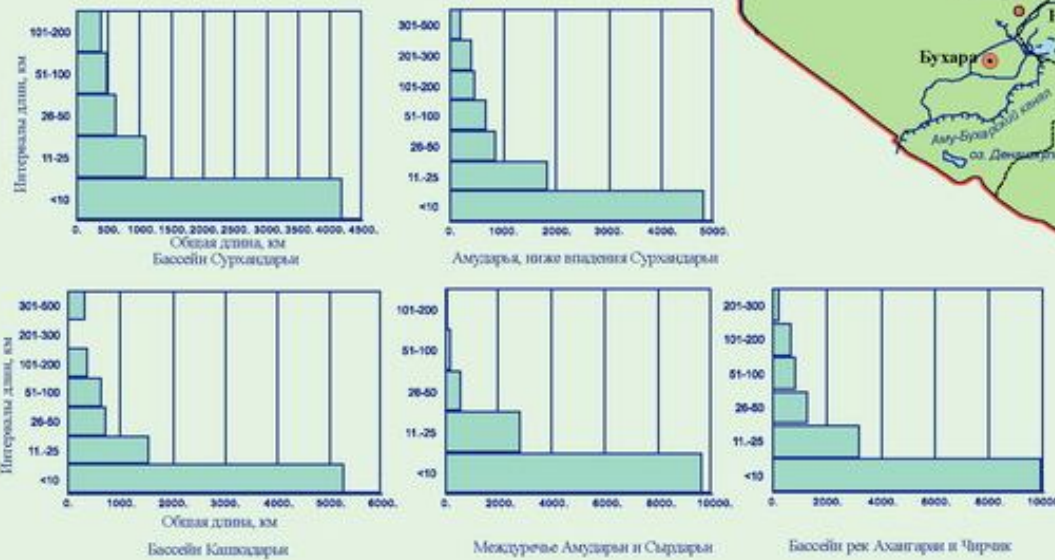 Интервалы длин, км
101-200
51-100
26-50
11-25
<10
0. 500. 1000. 1500. 2000. 2500. 3000. 3500. 4000. 4500.
Общая длина, км
Бассейн Сурхандарьи
301-500
201-300
101-200
51-100
26-50
11.-25
<10
0. 1000. 2000. 3000. 4000. 5000.
Амударья, ниже впадения Сурхандарьи
Бухара
Аму-Бухарский канал
оз. Денгизкуль
Интервалы длин, км
301-500
201-300
101-200
51-100
26-50
11.-25
<10
0. 1000. 2000. 3000. 4000. 5000. 6000.
Общая длина, км
Бассейн Кашкадарьи
101-200
51-100
26-50
11.-25
<10
0. 2000. 4000. 6000. 8000. 10000.
Междуречье Амударьи и Сырдарьи
201-300
101-200
51-100
26-50
11.-25
<10
0. 2000. 4000. 6000. 8000. 10000.
Бассейн рек Ахангаран и Чирчик